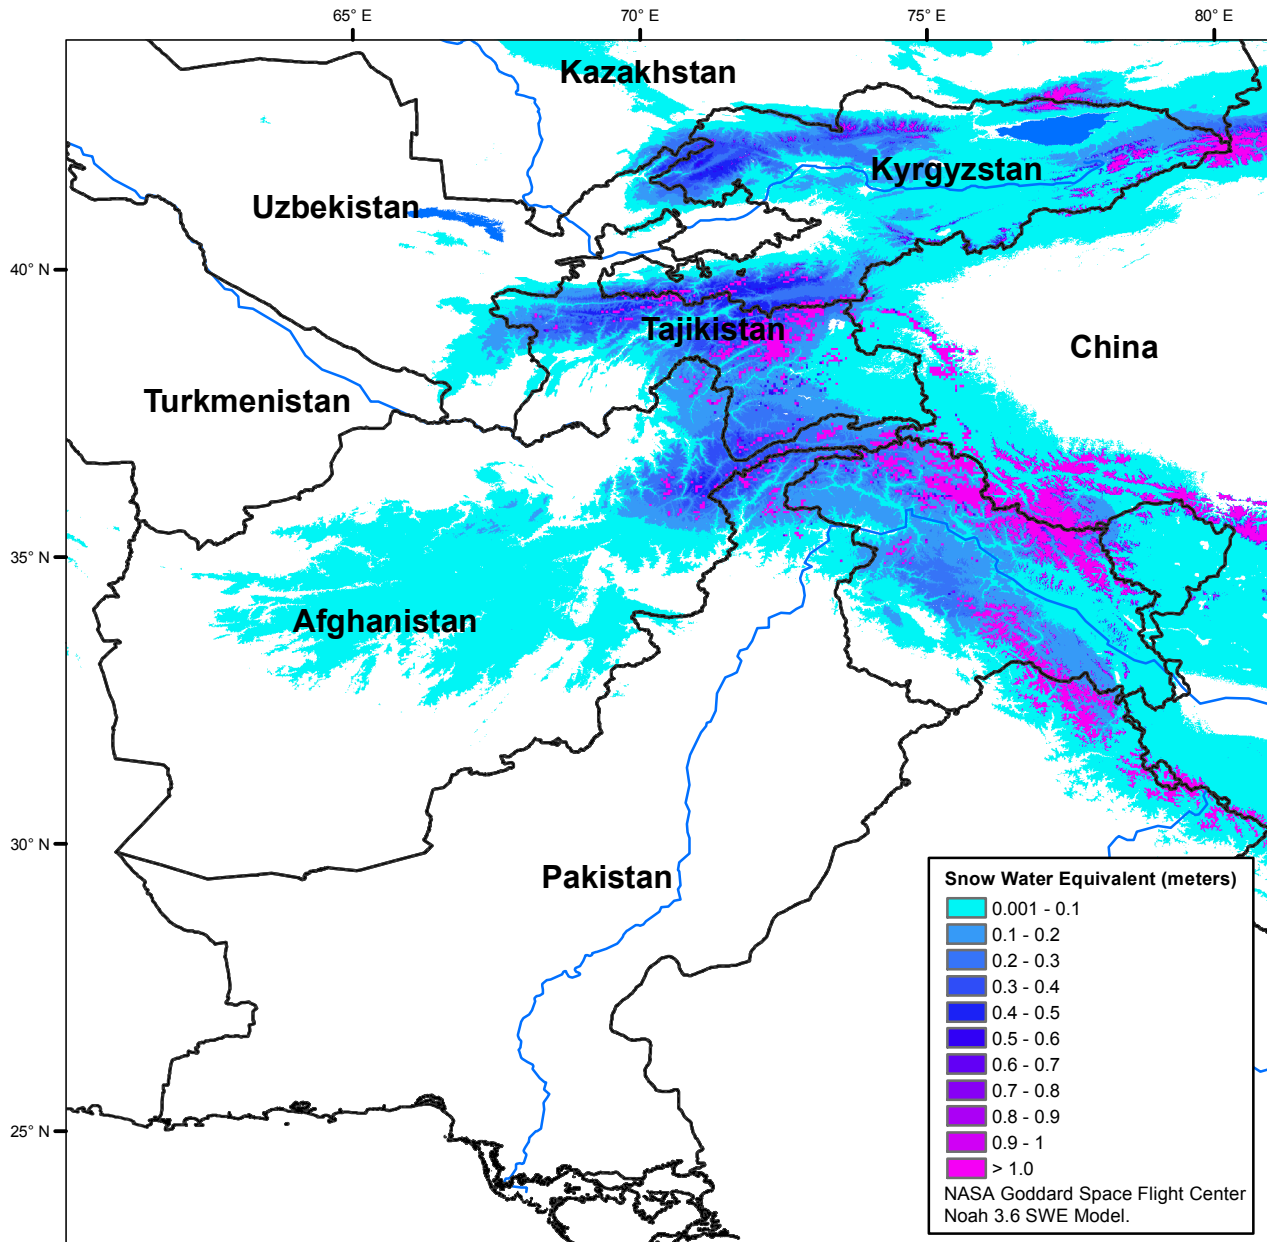 65° E
70° E
75° E
80° E
Kazakhstan
Kyrgyzstan
Uzbekistan
40° N
Tajikistan
China
Turkmenistan
35° N
Afghanistan
30° N
Pakistan
25° N
Snow Water Equivalent (meters)
0.001 - 0.1
0.1 - 0.2
0.2 - 0.3
0.3 - 0.4
0.4 - 0.5
0.5 - 0.6
0.6 - 0.7
0.7 - 0.8
0.8 - 0.9
0.9 - 1
> 1.0
NASA Goddard Space Flight Center
Noah 3.6 SWE Model.